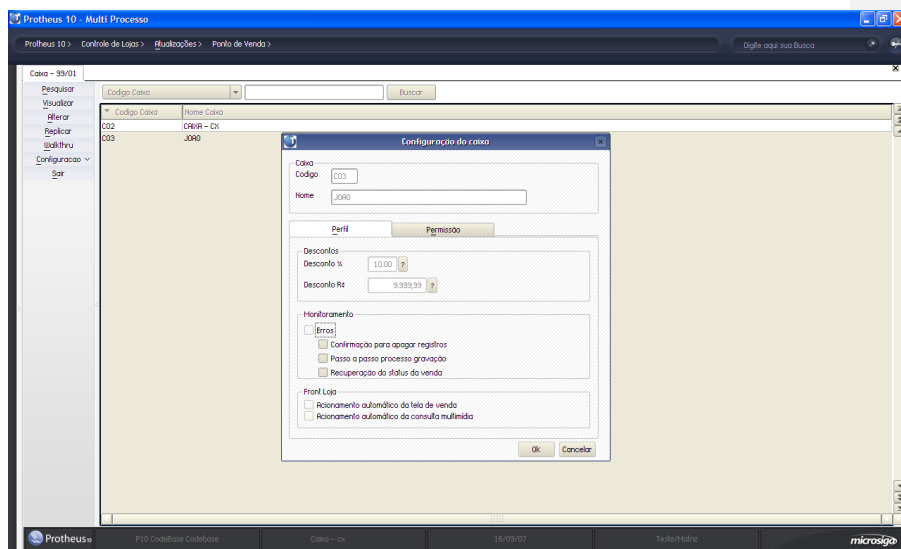 Protheus 10 - Multi Processo
Protheus 10 > Controle de Lojas > Atualizações > Ponto de Venda >
Digite aqui sua Busca
Caixa - 99/01
Pesquisar
Visualizar
Alterar
Replicar
Walkthru
Configuracao
Sair
Codigo Caixa
Buscar
Codigo Caixa Nome Caixa
C02 CAIXA - CX
C03 JOAO
Configuração do caixa
Caixa
Codigo C03
Nome JOAO
Perfil Permissão
Descontos
Desconto % 10.00 ?
Desconto R$ 9.999,99 ?
Monitoramento
Erros
Confirmação para apagar registros
Passo a passo processo gravação
Recuperação do status da venda
Front Loja
Acionamento automático da tela de venda
Acionamento automático da consulta multimídia
Ok Cancelar
Protheus 10 P10 CodeBase Codebase Caixa - cx 16/09/07 Teste/Matriz microsiga